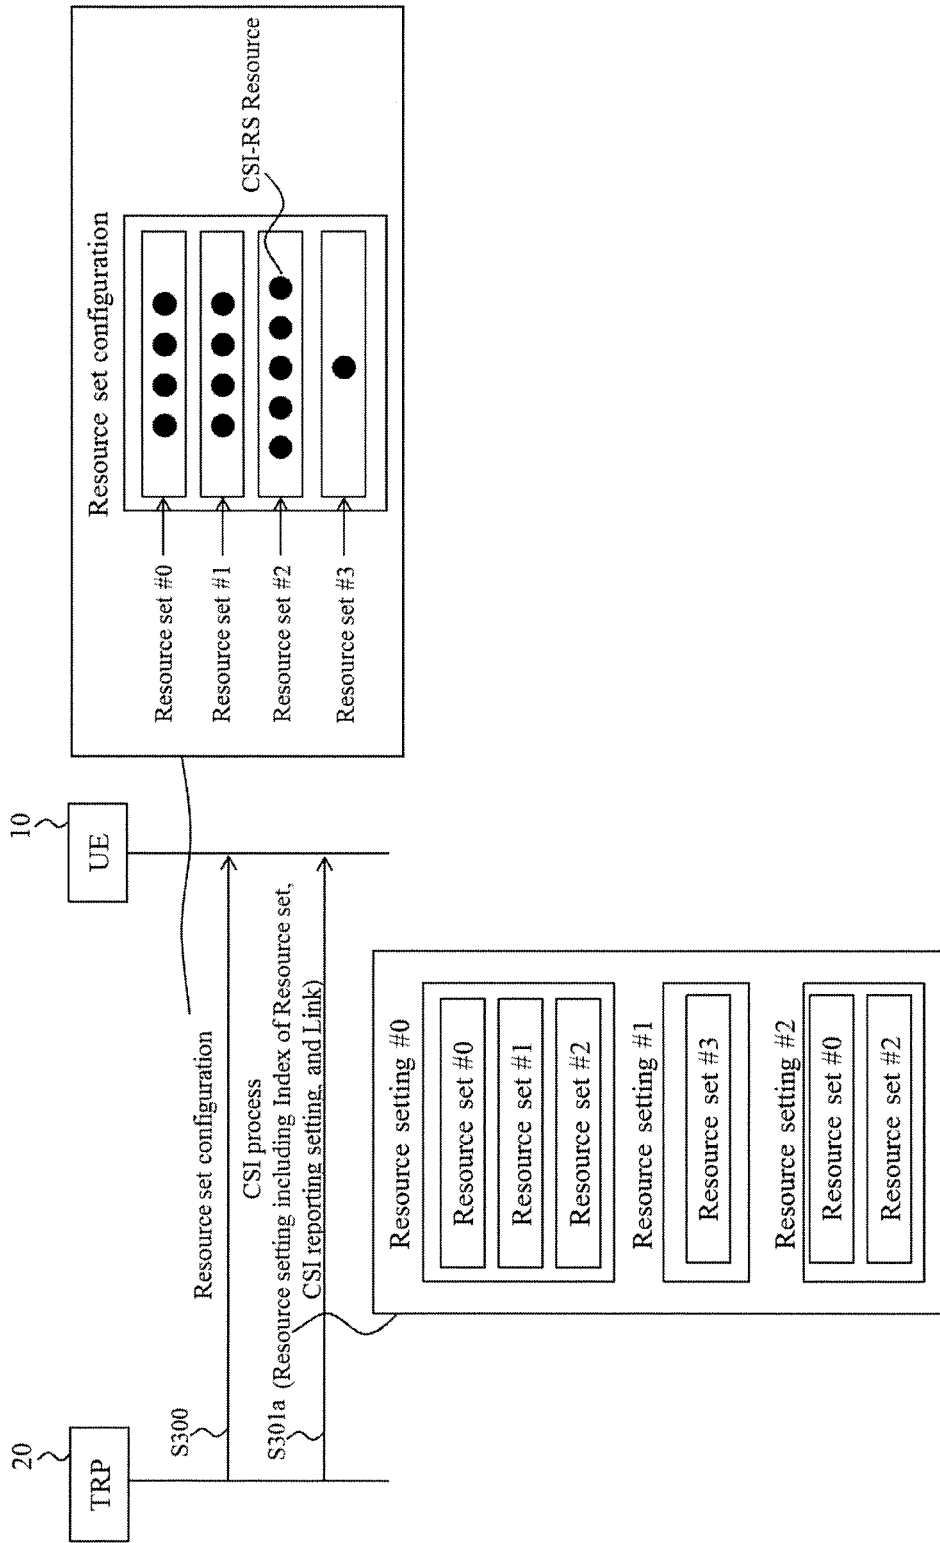 20
TRP
10
UE
S300
Resource set configuration
CSI process
S301a (Resource setting including Index of Resource set,
CSI reporting setting, and Link)
Resource set configuration
Resource set #0
Resource set #1
Resource set #2
Resource set #3
CSI-RS Resource
Resource setting #0
Resource set #0
Resource set #1
Resource set #2
Resource setting #1
Resource set #3
Resource setting #2
Resource set #0
Resource set #2